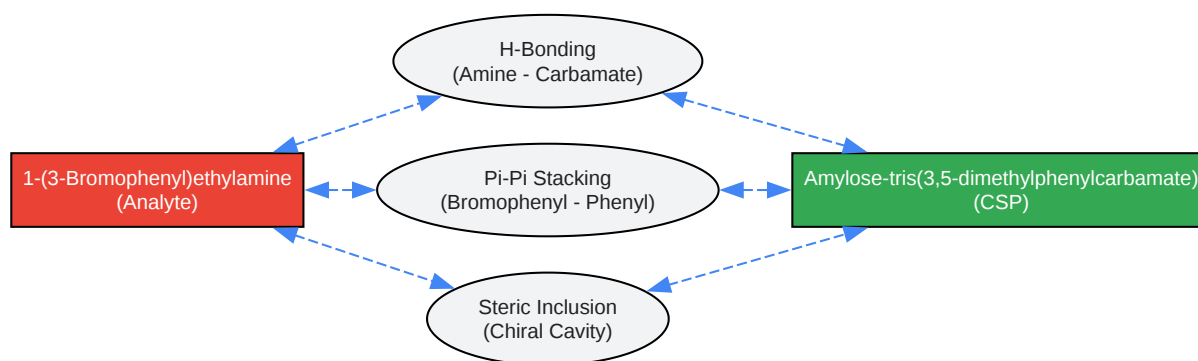 H-Bonding
(Amine - Carbamate)
1-(3-Bromophenyl)ethylamine
(Analyte)
Pi-Pi Stacking
(Bromophenyl - Phenyl)
Amylose-tris(3,5-dimethylphenylcarbamate)
(CSP)
Steric Inclusion
(Chiral Cavity)